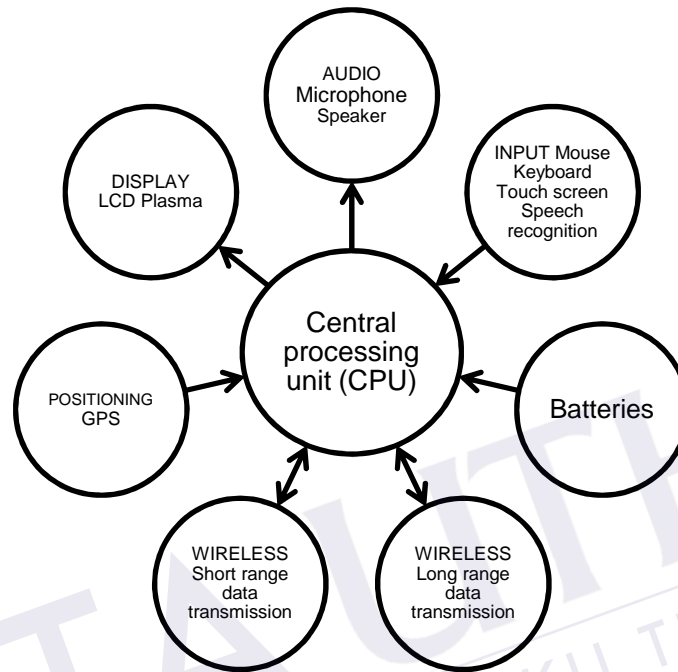 AUDIO
Microphone
Speaker
DISPLAY
LCD Plasma
INPUT Mouse
Keyboard
Touch screen
Speech
recognition
Central
processing
unit (CPU)
POSITIONING
GPS
Batteries
WIRELESS
Short range
data
transmission
WIRELESS
Long range
data
transmission